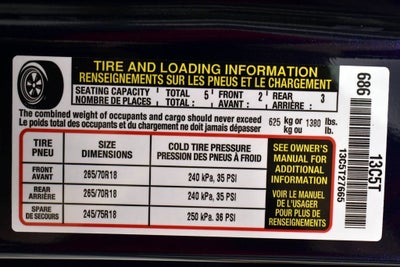 TIRE AND LOADING INFORMATION
RENSEIGNEMENTS SUR LES PNEUS ET LE CHARGEMENT
SEATING CAPACITY TOTAL 5 FRONT 2 REAR 3
NOMBRE DE PLACES TOTAL : AVANT : ARRIÈRE :
The combined weight of occupants and cargo should never exceed 625 kg or 1380 lbs.
Le poids total des occupants et du chargement ne doit jamais dépasser kg ou lb.
TIRE SIZE COLD TIRE PRESSURE
PNEU DIMENSIONS PRESSION DES PNEUS À FROID
FRONT
AVANT 265/70R18 240 kPa, 35 PSI
REAR
ARRIÈRE 265/70R18 240 kPa, 35 PSI
SPARE
DE SECOURS 245/75R18 250 kPa, 36 PSI
SEE OWNER'S
MANUAL FOR
ADDITIONAL
INFORMATION
VOIR LE MANUEL
DE L'USAGER
POUR PLUS DE
RENSEIGNEMENTS
686
13C5T
13C5T27665